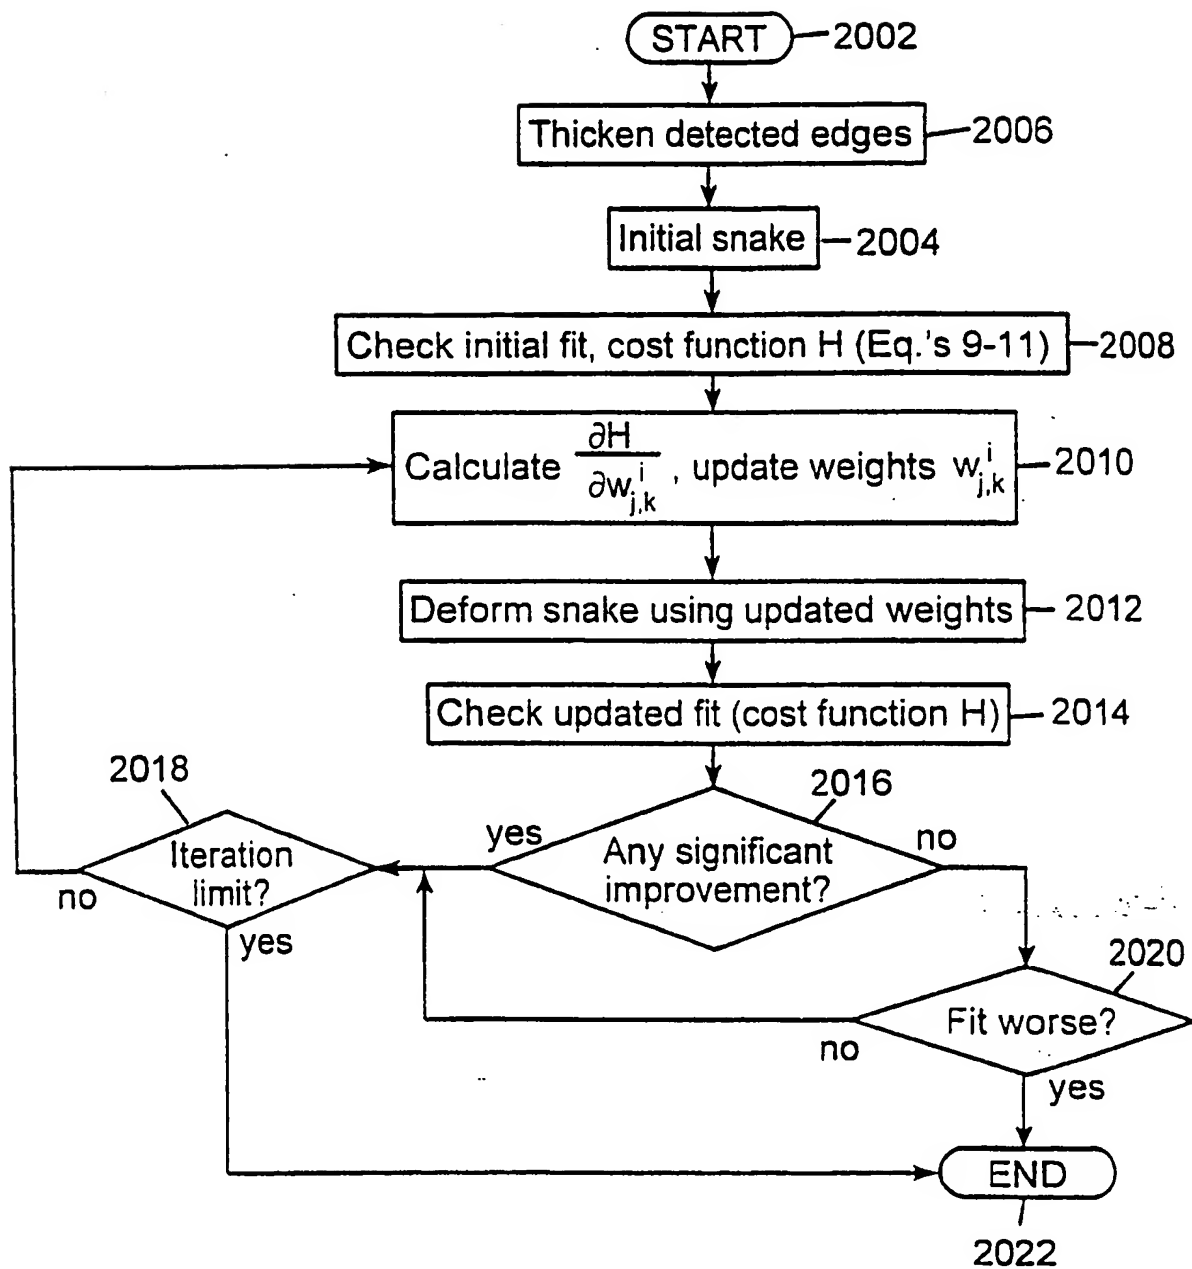 START
2002
Thicken detected edges
2006
Initial snake
2004
Check initial fit, cost function H (Eq.'s 9-11)
2008
Calculate ∂H/∂w^i_{j,k}, update weights w^i_{j,k}
2010
Deform snake using updated weights
2012
Check updated fit (cost function H)
2014
2018
2016
yes
no
Iteration
limit?
Any significant
improvement?
no
yes
2020
Fit worse?
no
yes
END
2022